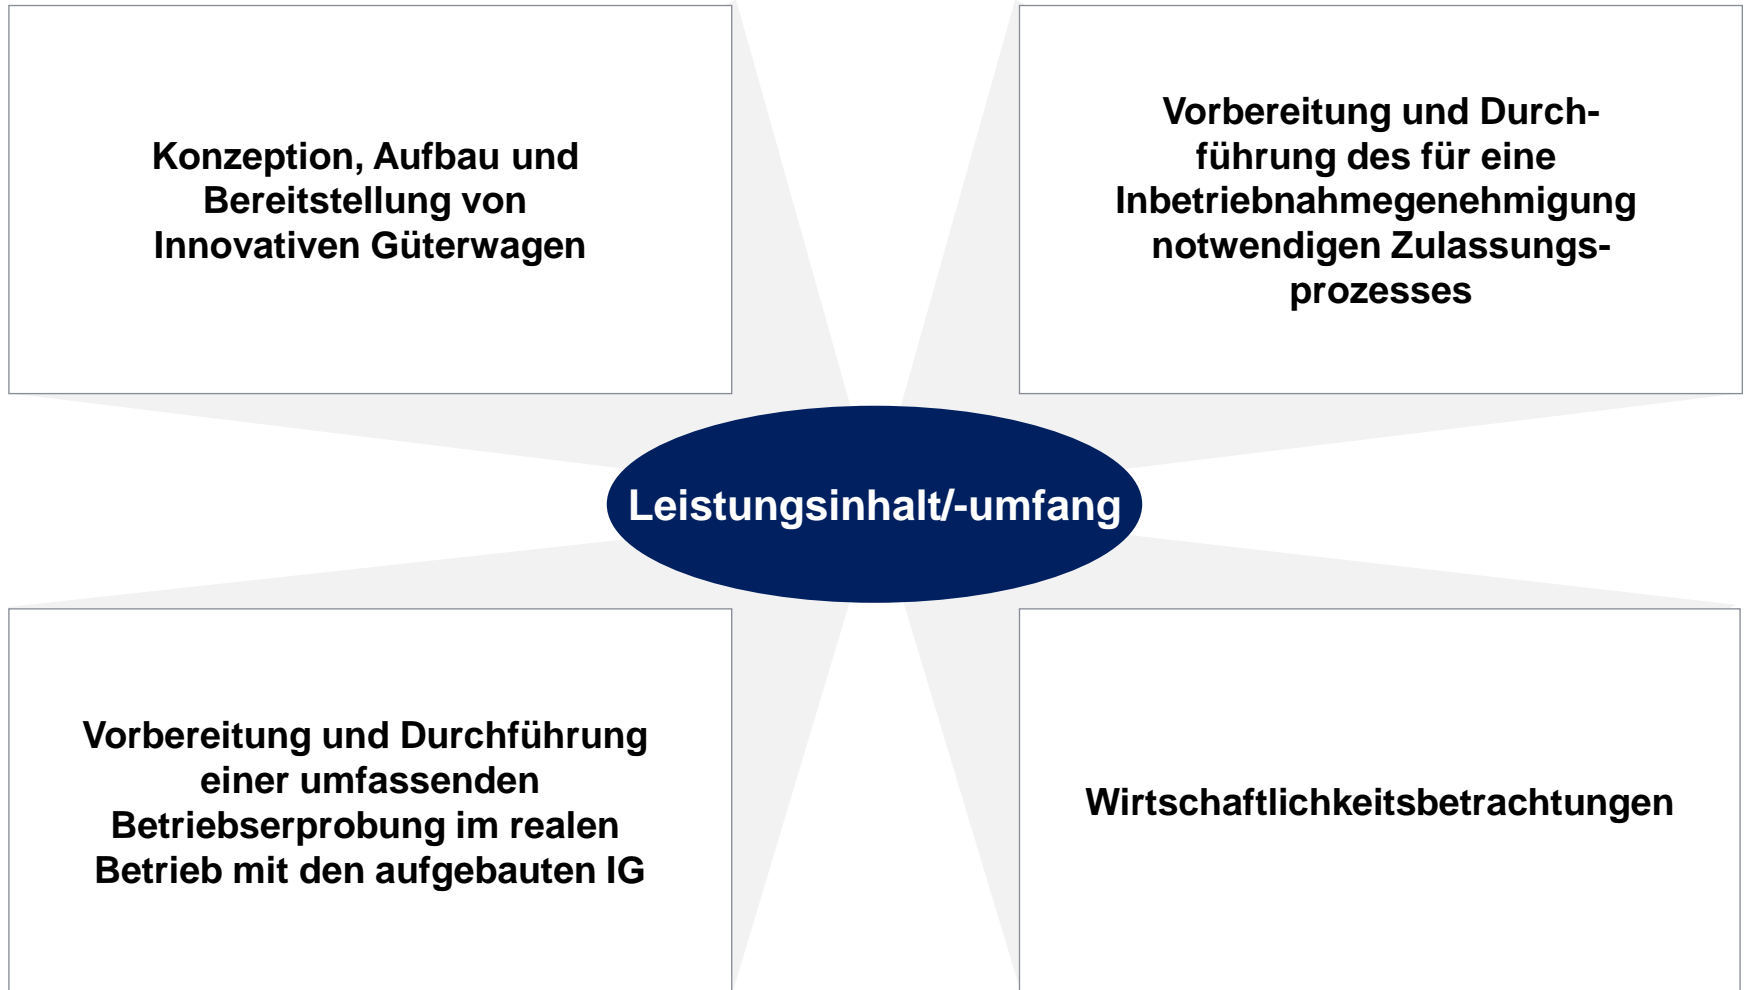 Konzeption, Aufbau und
Bereitstellung von
Innovativen Güterwagen
Vorbereitung und Durch-
führung des für eine
Inbetriebnahmegenehmigung
notwendigen Zulassungs-
prozesses
Leistungsinhalt/-umfang
Vorbereitung und Durchführung
einer umfassenden
Betriebserprobung im realen
Betrieb mit den aufgebauten IG
Wirtschaftlichkeitsbetrachtungen